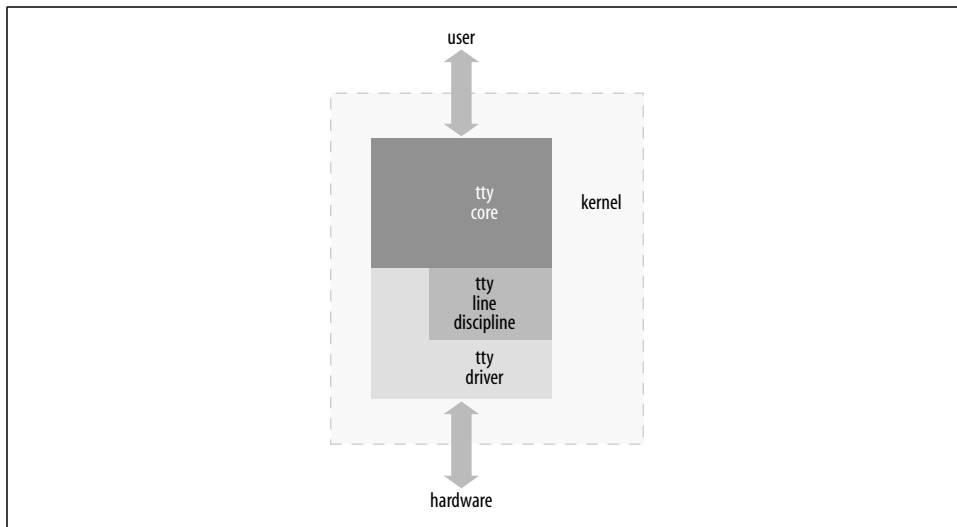 user
tty
core
kernel
tty
line
discipline
tty
driver
hardware